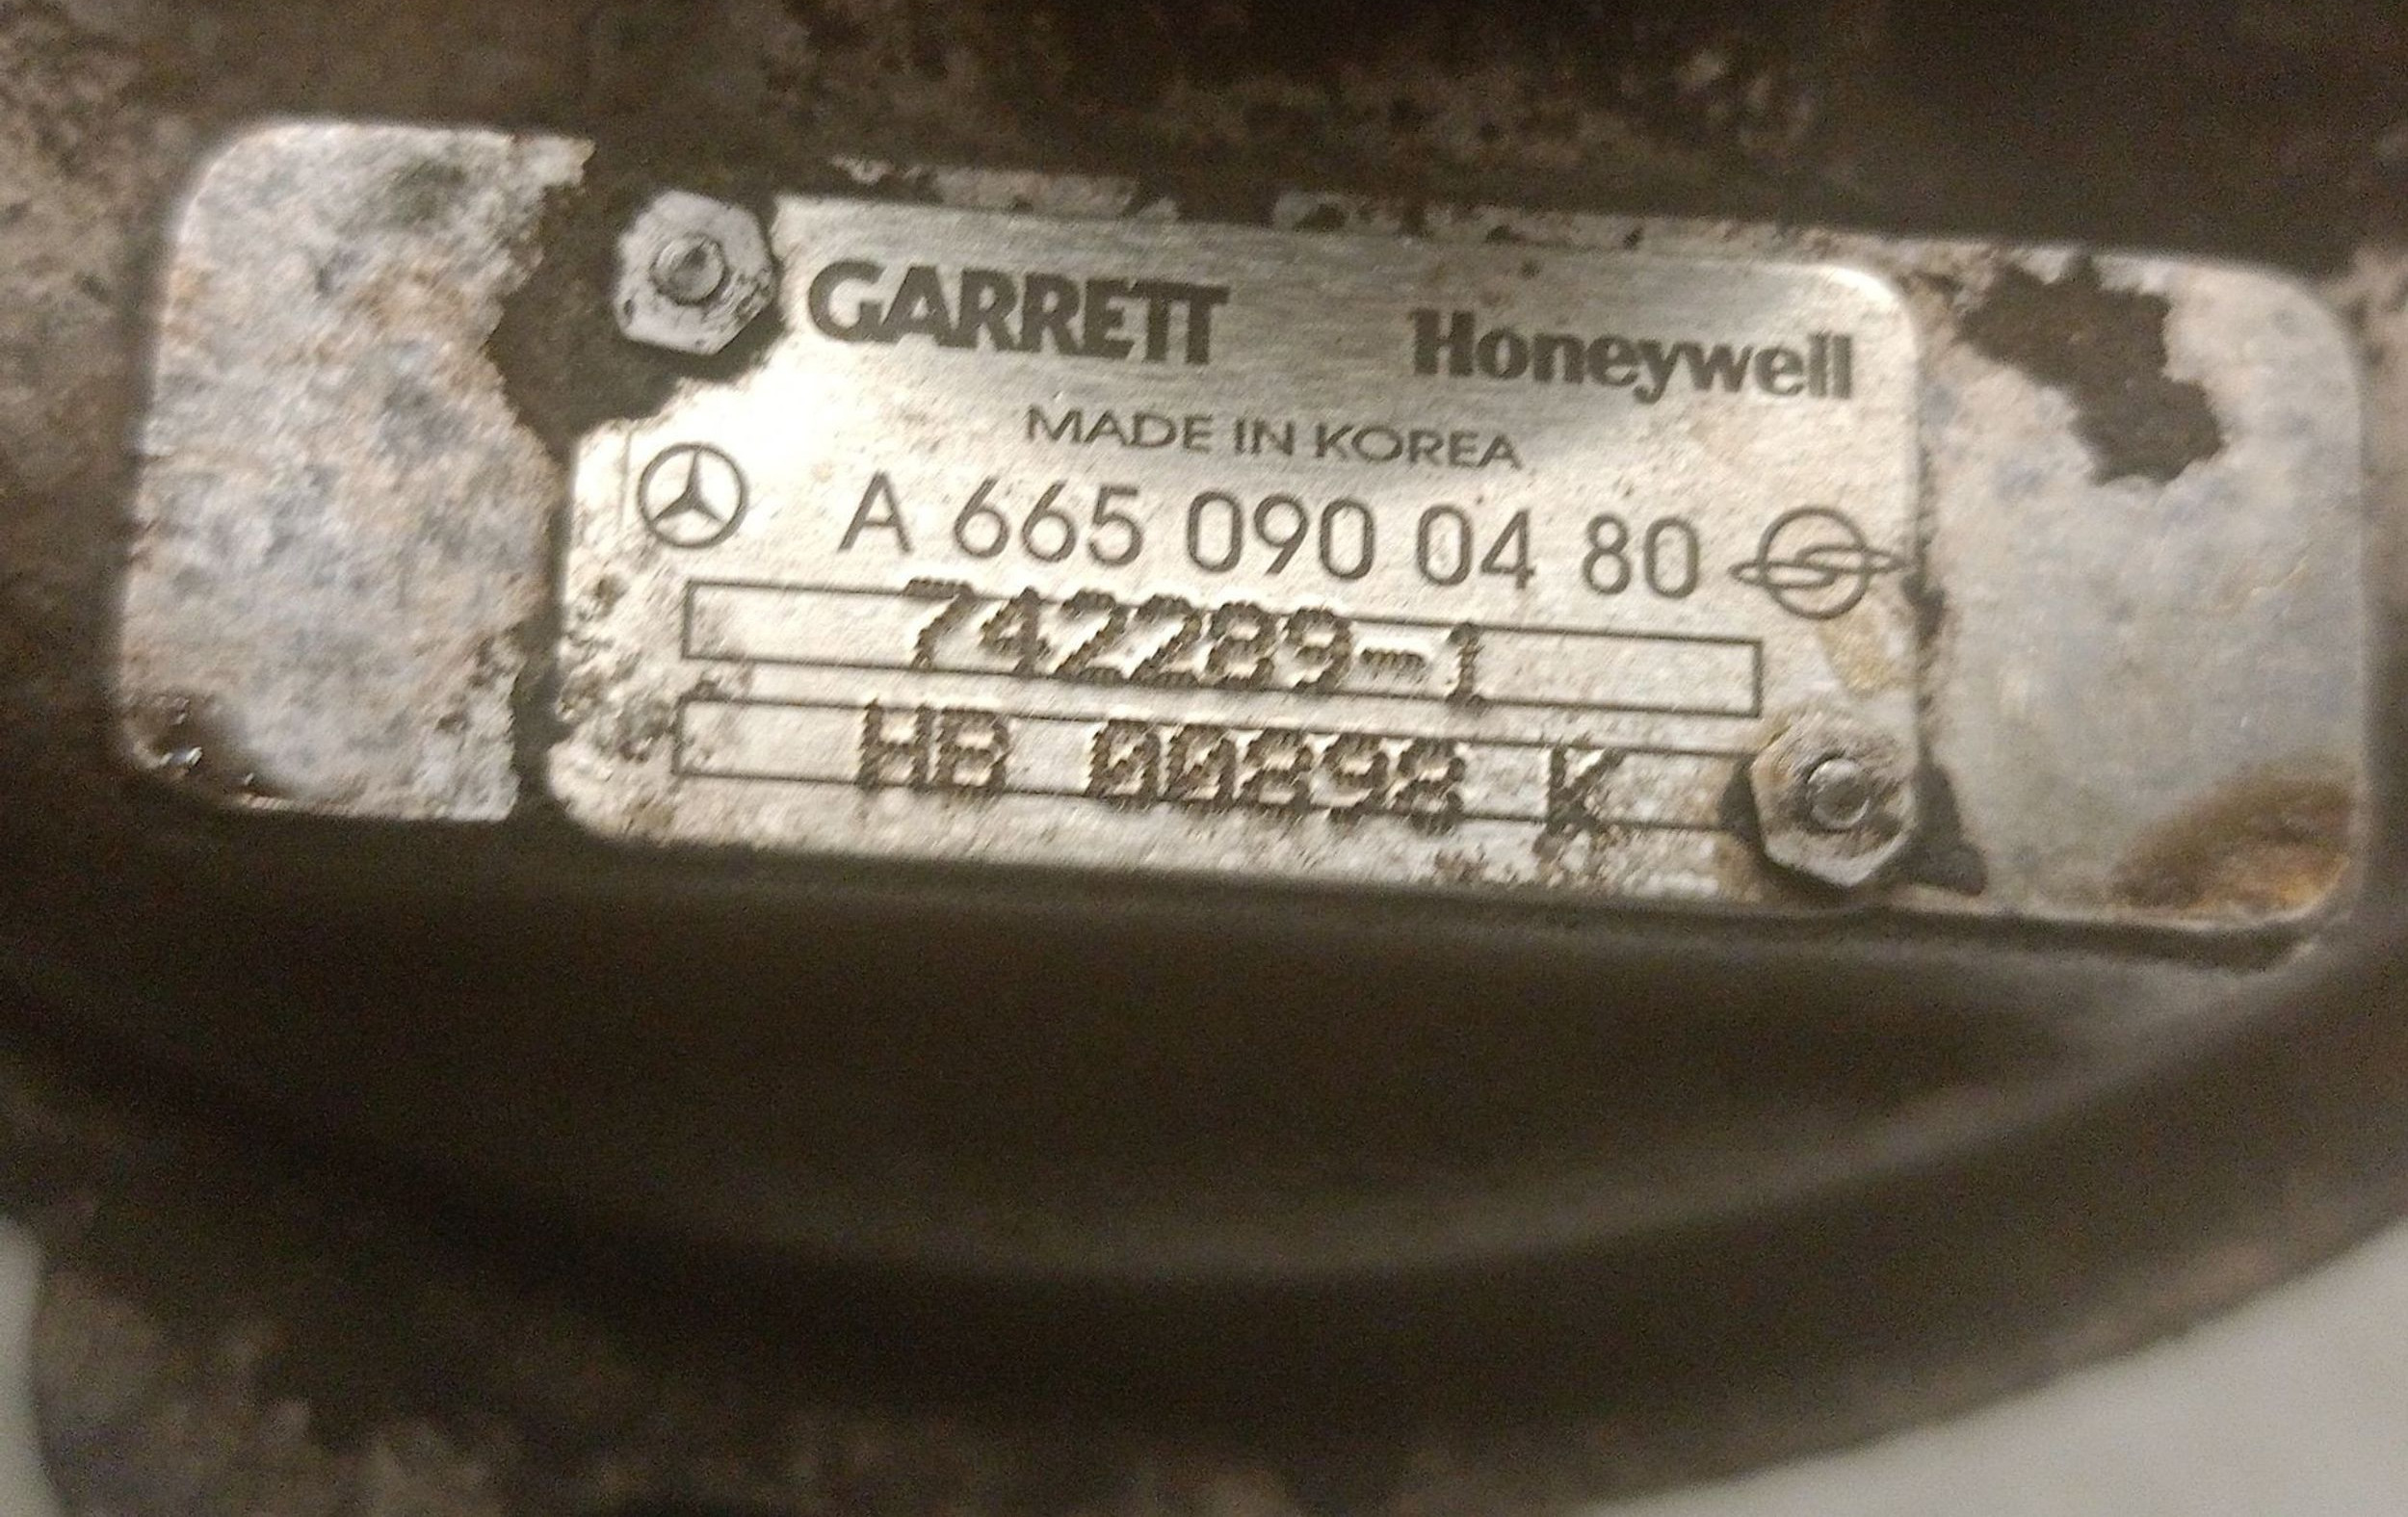 GARRETT Honeywell
MADE IN KOREA
A 665 090 04 80
742289-1
HB 00298 K